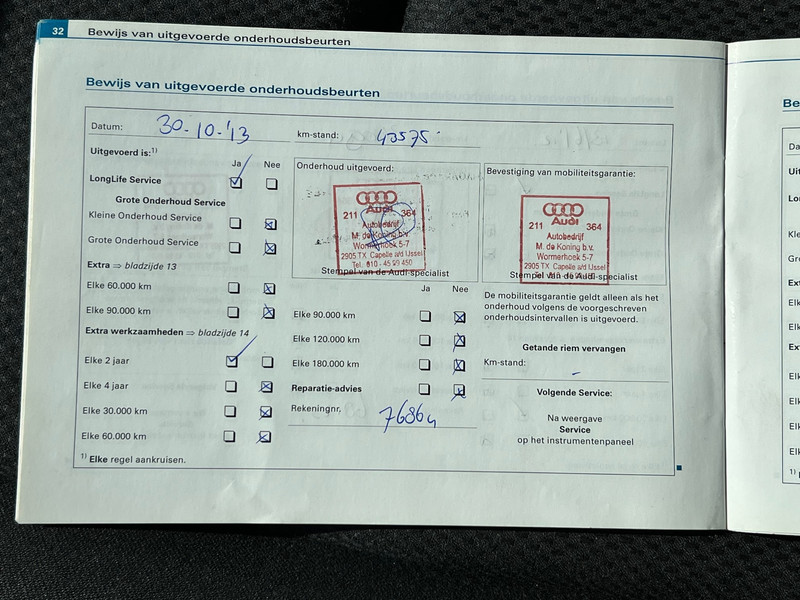 32 Bewijs van uitgevoerde onderhoudsbeurten
Bewijs van uitgevoerde onderhoudsbeurten
Datum: 30-10-'13
km-stand: 43575
Uitgevoerd is:1)
Ja Nee
LongLife Service
Grote Onderhoud Service
Kleine Onderhoud Service
Grote Onderhoud Service
Extra ⇒ bladzijde 13
Elke 60.000 km
Elke 90.000 km
Extra werkzaamheden ⇒ bladzijde 14
Elke 2 jaar
Elke 4 jaar
Elke 30.000 km
Elke 60.000 km
1) Elke regel aankruisen.
Onderhoud uitgevoerd:
Audi
211 364
Autobedrijf
M. de Koning b.v.
Wormerhoek 5-7
2905 TX Capelle a/d IJssel
Tel. 010 - 45 99 450
Stempel van de Audi-specialist
Ja Nee
Elke 90.000 km
Elke 120.000 km
Elke 180.000 km
Reparatie-advies
Rekeningnr.
Bevestiging van mobiliteitsgarantie:
Audi
211 364
Autobedrijf
M. de Koning b.v.
Wormerhoek 5-7
2905 TX Capelle a/d IJssel
Stempel van de Audi-specialist
De mobiliteitsgarantie geldt alleen als het
onderhoud volgens de voorgeschreven
onderhoudsintervallen is uitgevoerd.
Getande riem vervangen
Km-stand: -
Volgende Service:
Na weergave
Service
op het instrumentenpaneel